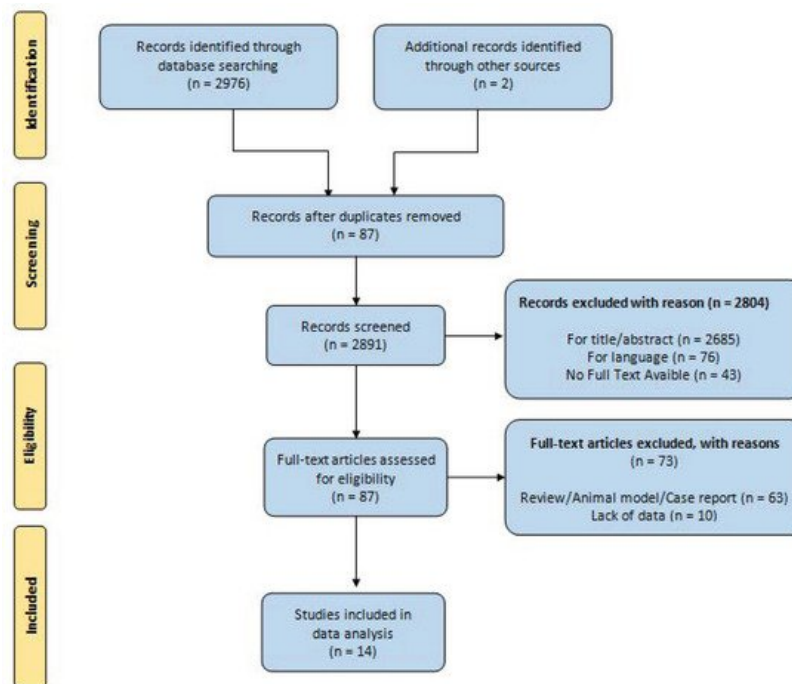 Identification
Records identified through
database searching
(n = 2976)
Additional records identified
through other sources
(n = 2)
Screening
Records after duplicates removed
(n = 87)
Records screened
(n = 2891)
Records excluded with reason (n = 2804)
For title/abstract (n = 2685)
For language (n = 76)
No Full Text Avaible (n = 43)
Eligibility
Full-text articles assessed
for eligibility
(n = 87)
Full-text articles excluded, with reasons
(n = 73)
Review/Animal model/Case report (n = 63)
Lack of data (n = 10)
Included
Studies included in
data analysis
(n = 14)